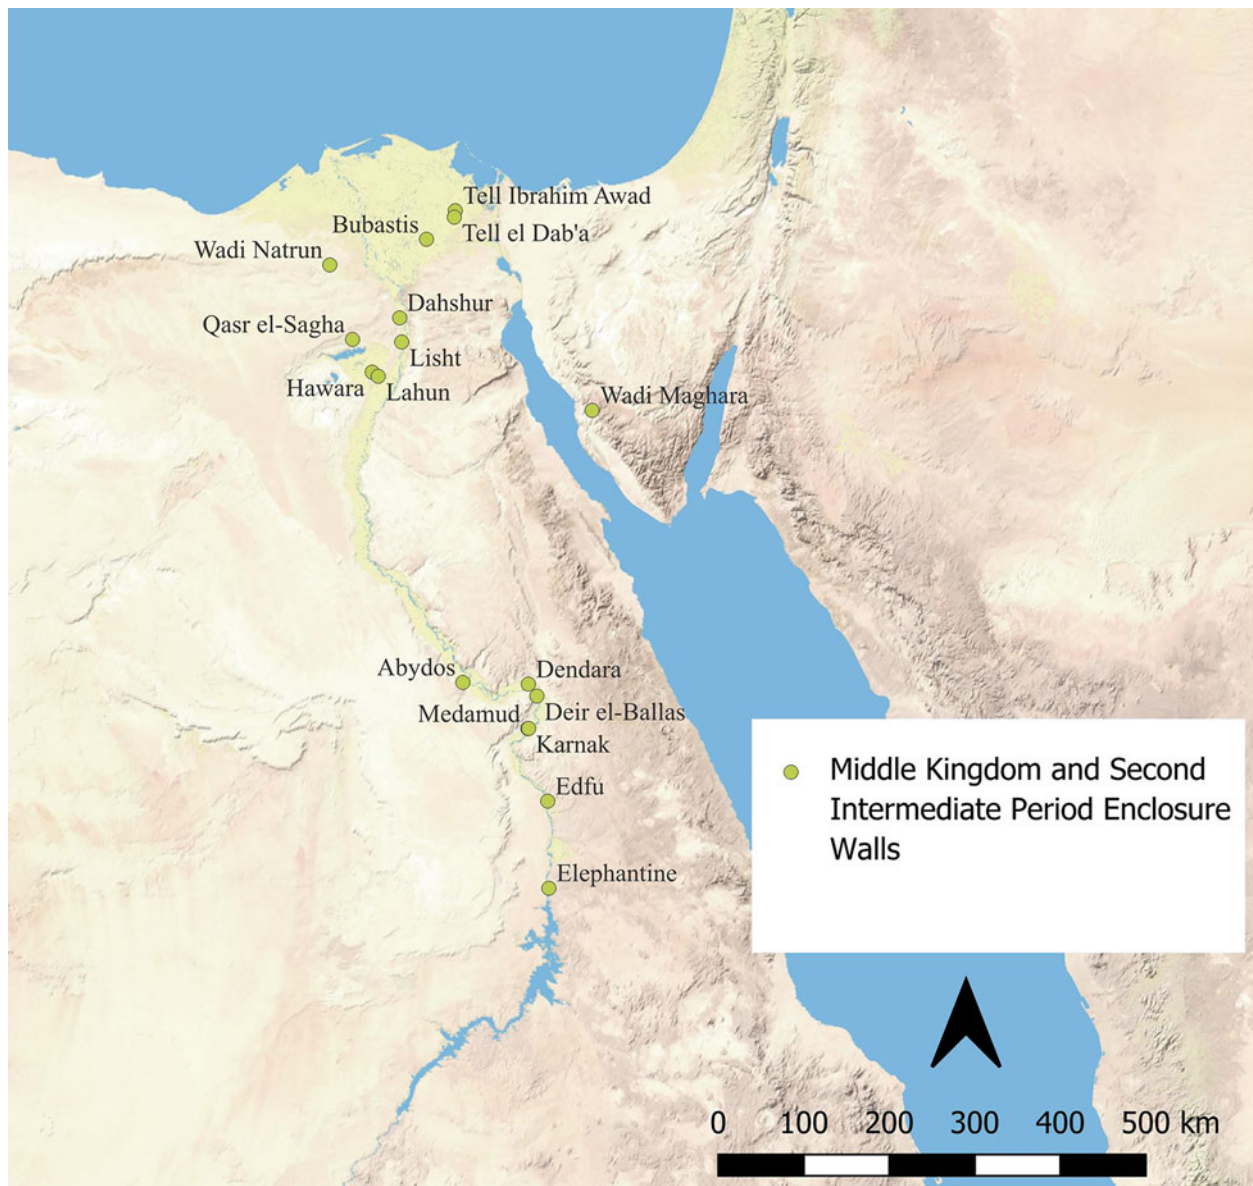 Tell Ibrahim Awad
Bubastis
Tell el Dab'a
Wadi Natrun
Dahshur
Qasr el-Sagha
Lisht
Hawara
Lahun
Wadi Maghara
Abydos
Dendara
Medamud
Deir el-Ballas
Karnak
Edfu
Middle Kingdom and Second
Intermediate Period Enclosure
Walls
Elephantine
0 100 200 300 400 500 km